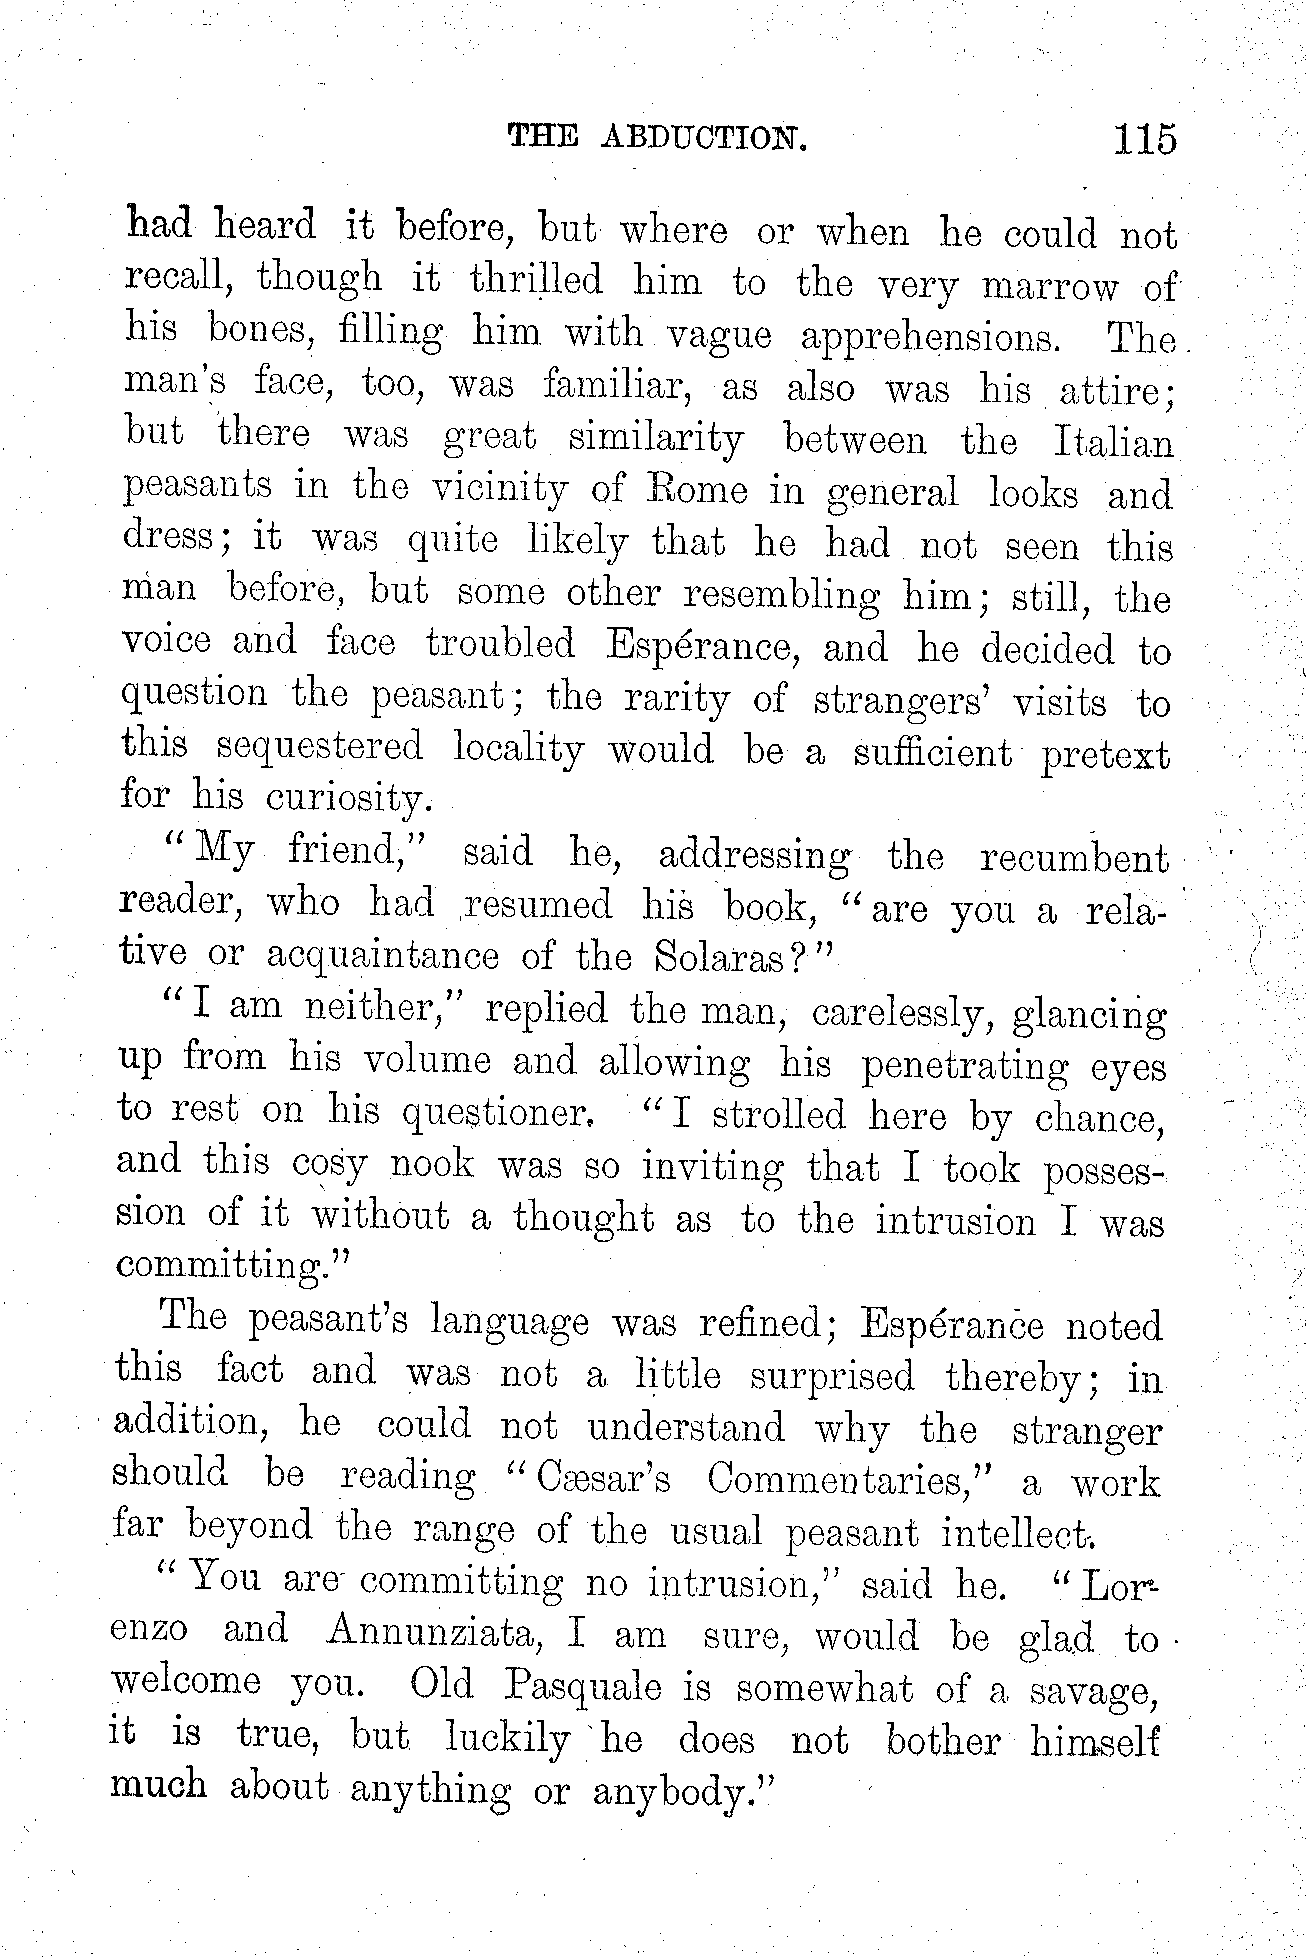 THE ABDUCTION. 115
had heard it before, but where or when he could not
recall, though it thrilled him to the very marrow of
his bones, filling him with vague apprehensions. The
man's face, too, was familiar, as also was his attire;
but there was great similarity between the Italian
peasants in the vicinity of Rome in general looks and
dress; it was quite likely that he had not seen this
man before, but some other resembling him; still, the
voice and face troubled Espérance, and he decided to
question the peasant; the rarity of strangers' visits to
this sequestered locality would be a sufficient pretext
for his curiosity.
"My friend," said he, addressing the recumbent
reader, who had resumed his book, "are you a rela-
tive or acquaintance of the Solaras?"
"I am neither," replied the man, carelessly, glancing
up from his volume and allowing his penetrating eyes
to rest on his questioner. "I strolled here by chance,
and this cosy nook was so inviting that I took posses-
sion of it without a thought as to the intrusion I was
committing."
The peasant's language was refined; Espérance noted
this fact and was not a little surprised thereby; in
addition, he could not understand why the stranger
should be reading "Cæsar's Commentaries," a work
far beyond the range of the usual peasant intellect.
"You are committing no intrusion," said he. "Lor-
enzo and Annunziata, I am sure, would be glad to
welcome you. Old Pasquale is somewhat of a savage,
it is true, but luckily he does not bother himself
much about anything or anybody."